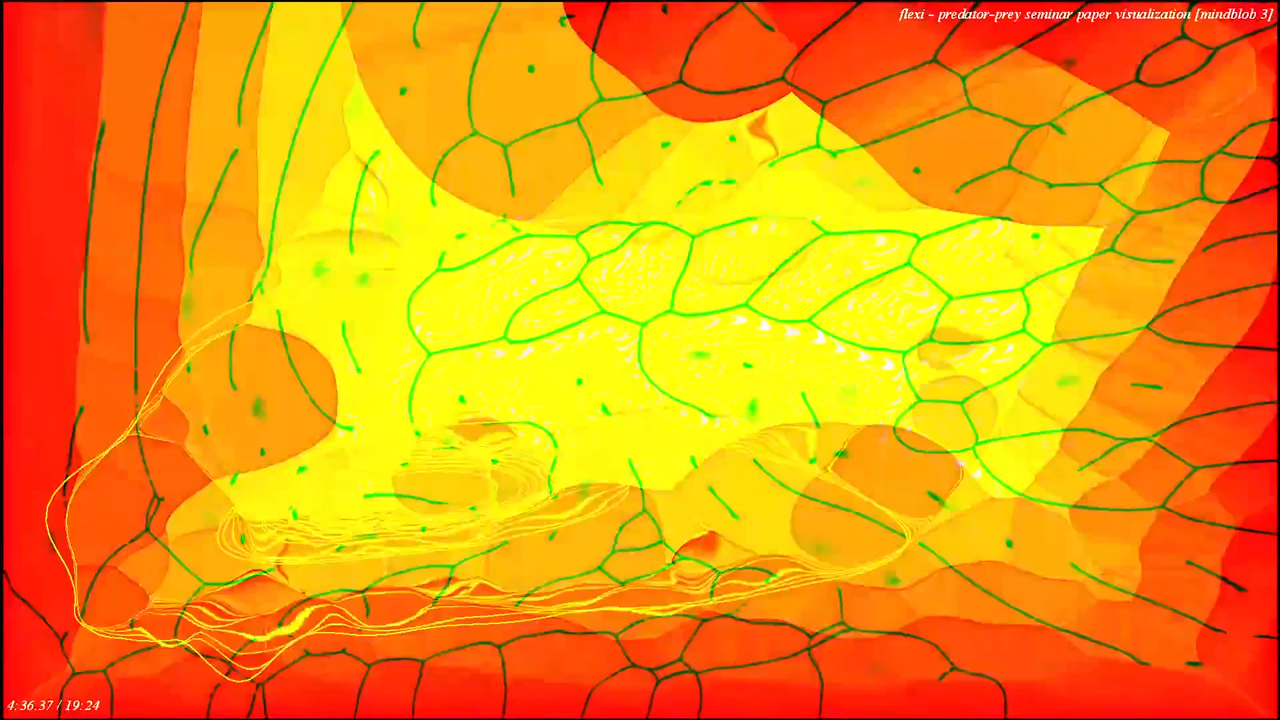 flexi - predator-prey seminar paper visualization [mindblob 3]
4:36.37 / 19:24